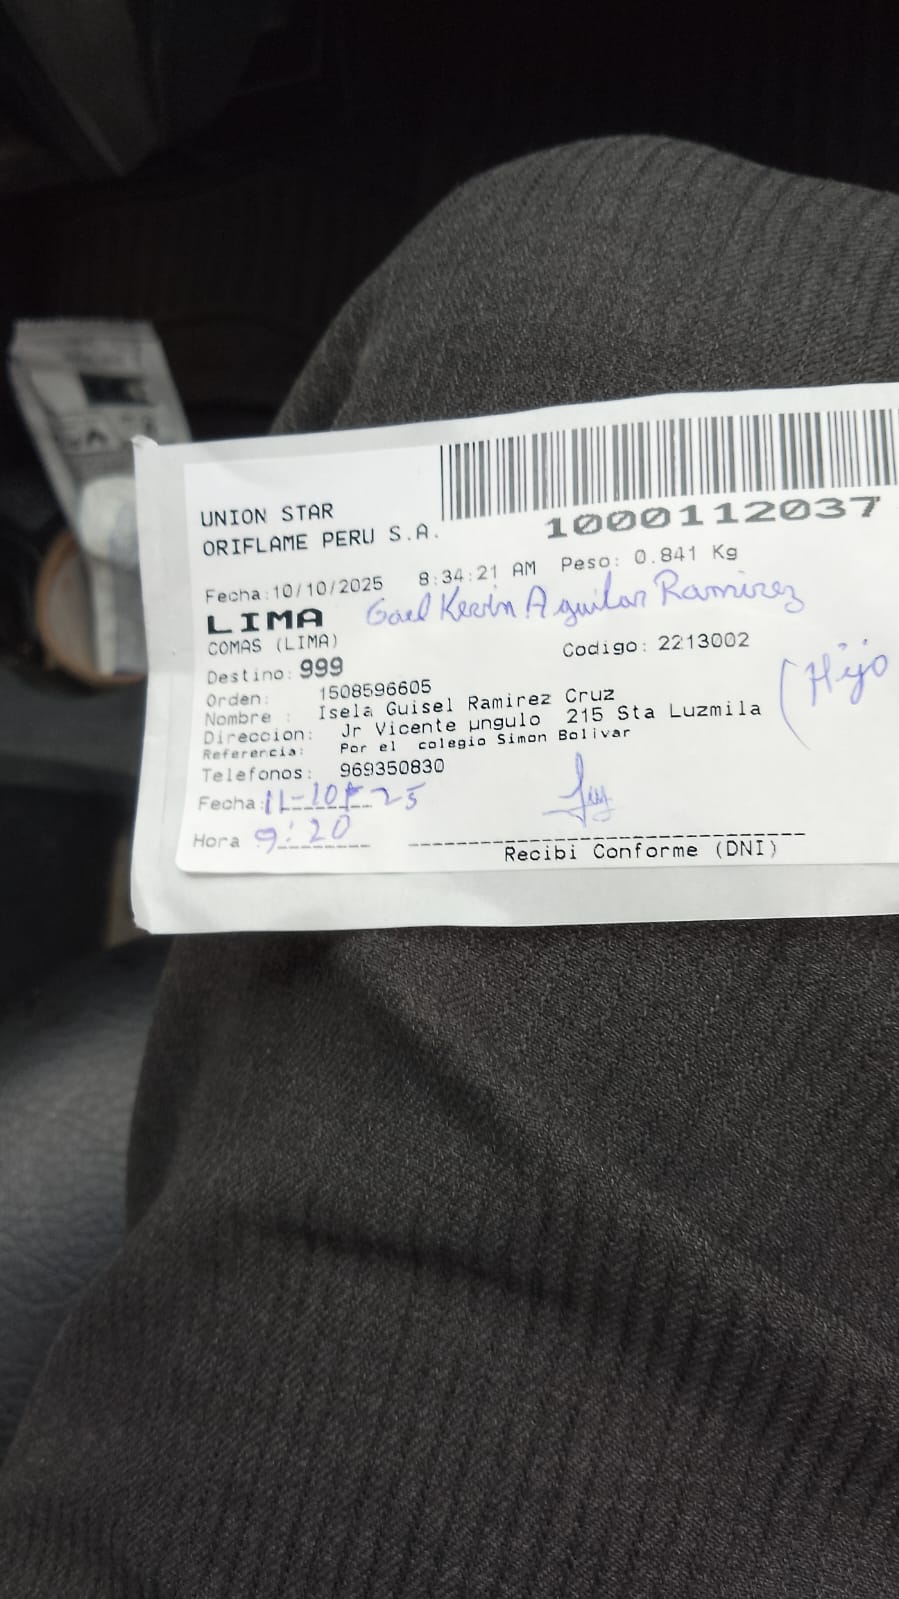 UNION STAR
ORIFLAME PERU S.A.
1000112037
Fecha:10/10/2025 8:34:21 AM Peso: 0.841 Kg
LIMA Gael Kevin Aguilar Ramirez
COMAS (LIMA) Codigo: 2213002
Destino: 999 (Hijo
Orden: 1508596605
Nombre : Isela Guisel Ramirez Cruz
Direccion: Jr Vicente ungulo 215 Sta Luzmila
Referencia: Por el colegio Simon Bolivar
Telefonos: 969350830
Fecha: 11-10-25
Hora 9:20
Recibi Conforme (DNI)